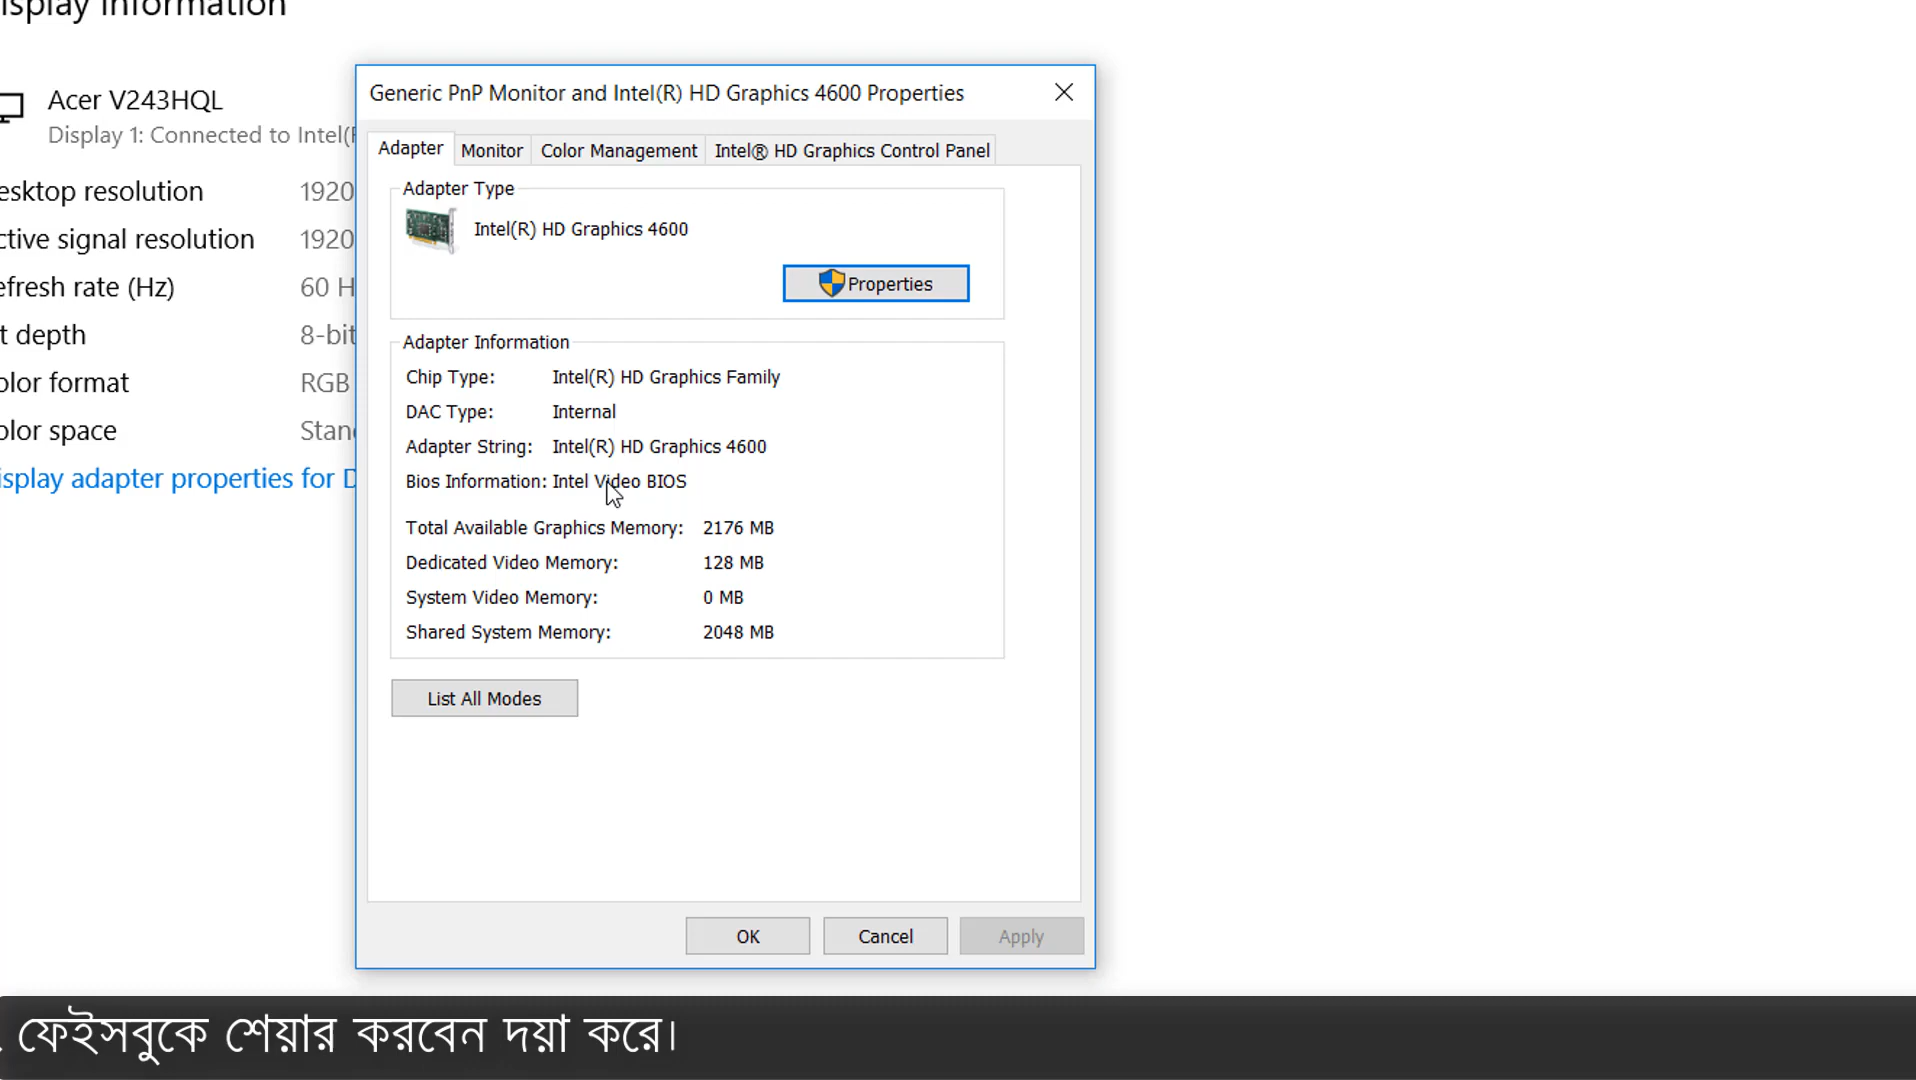 isplay information
Acer V243HQL
Display 1: Connected to Intel(
esktop resolution 1920
ctive signal resolution 1920
efresh rate (Hz) 60 H
t depth 8-bit
olor format RGB
olor space Stan
isplay adapter properties for D
Generic PnP Monitor and Intel(R) HD Graphics 4600 Properties
Adapter Monitor Color Management Intel® HD Graphics Control Panel
Adapter Type
Intel(R) HD Graphics 4600
Properties
Adapter Information
Chip Type: Intel(R) HD Graphics Family
DAC Type: Internal
Adapter String: Intel(R) HD Graphics 4600
Bios Information: Intel Video BIOS
Total Available Graphics Memory: 2176 MB
Dedicated Video Memory: 128 MB
System Video Memory: 0 MB
Shared System Memory: 2048 MB
List All Modes
OK Cancel Apply
ফেইসবুকে শেয়ার করবেন দয়া করে।